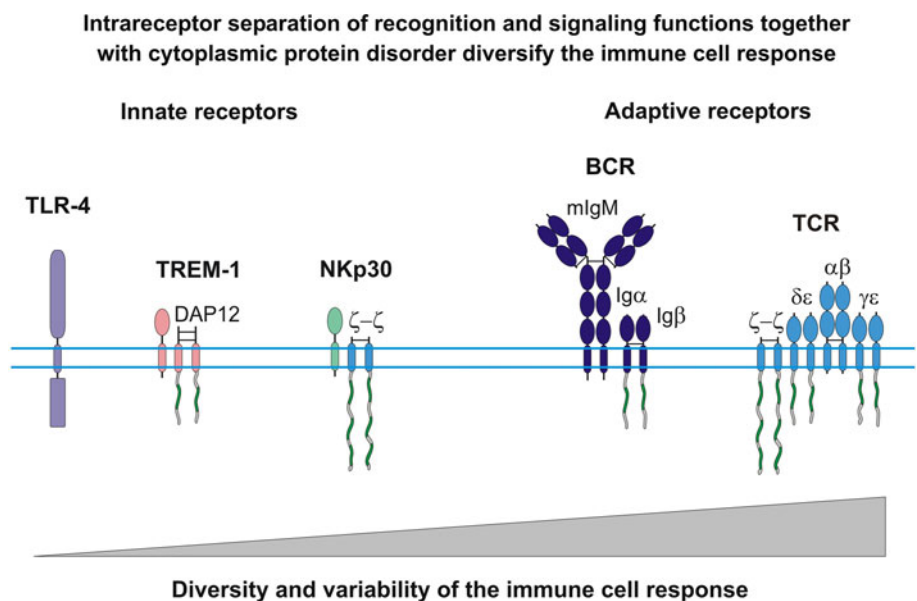 Intrareceptor separation of recognition and signaling functions together
with cytoplasmic protein disorder diversify the immune cell response
Innate receptors
Adaptive receptors
TLR-4
TREM-1
DAP12
NKp30
ζ–ζ
BCR
mIgM
Igα
Igβ
TCR
αβ
δε
γε
ζ–ζ
Diversity and variability of the immune cell response